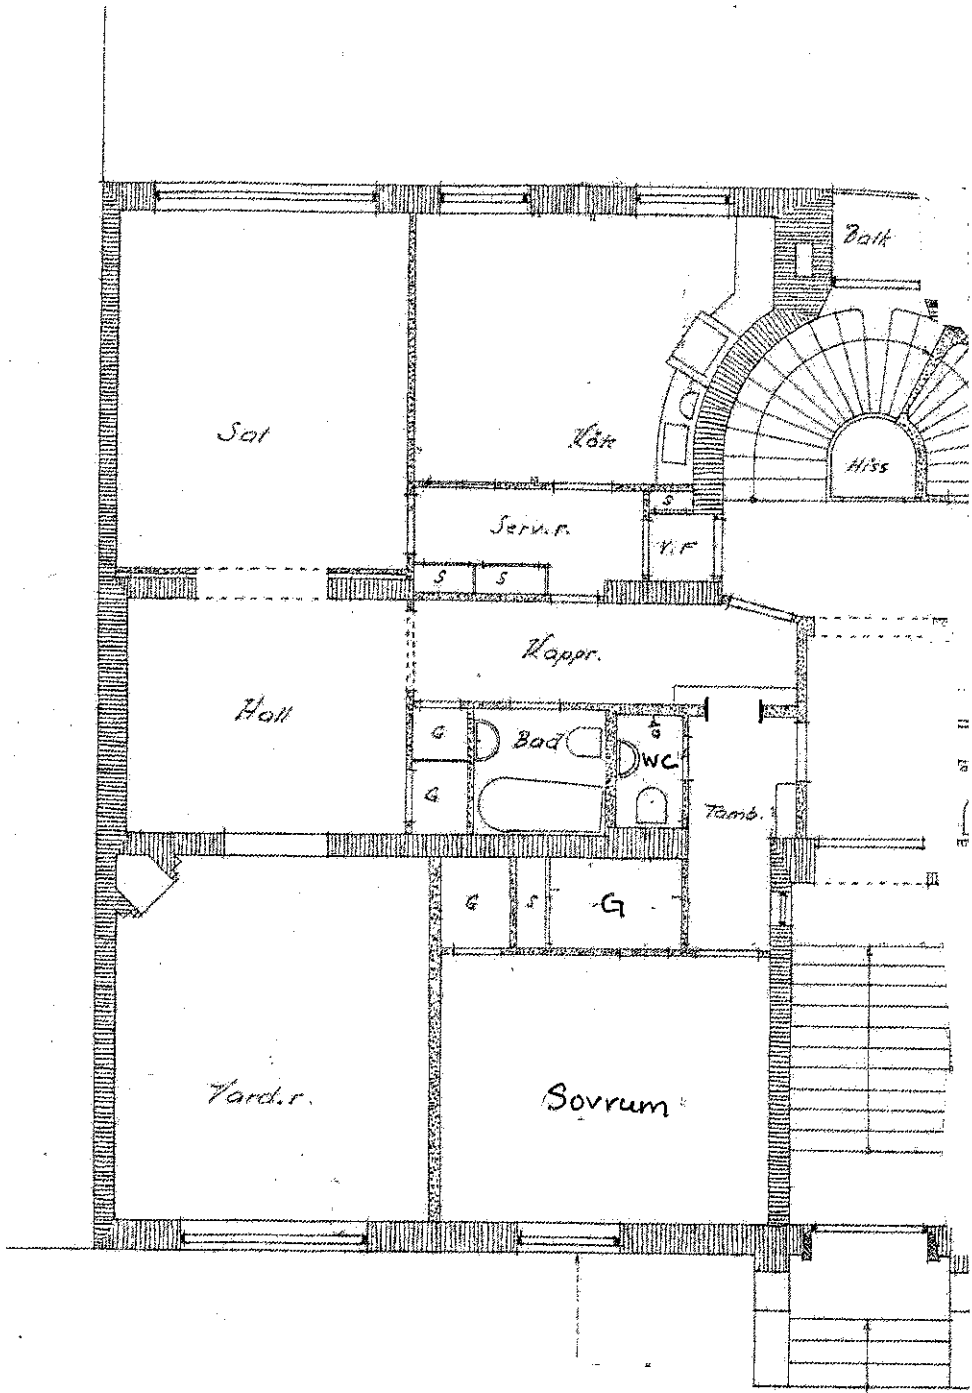 Balk
Sal
Kök
Hiss
Serv.r.
S
V.F
S
S
Kappr.
Hall
G
Bad
WC
G
Tamb.
G
S
G
Vard.r.
Sovrum